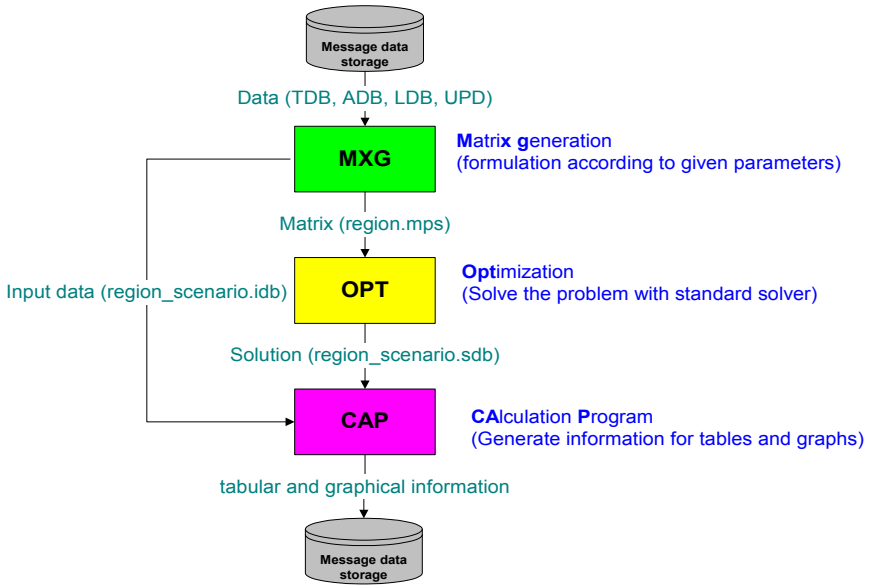 Message data
storage
Data (TDB, ADB, LDB, UPD)
MXG
Matrix generation
(formulation according to given parameters)
Matrix (region.mps)
Input data (region_scenario.idb)
OPT
Optimization
(Solve the problem with standard solver)
Solution (region_scenario.sdb)
CAP
CAlculation Program
(Generate information for tables and graphs)
tabular and graphical information
Message data
storage